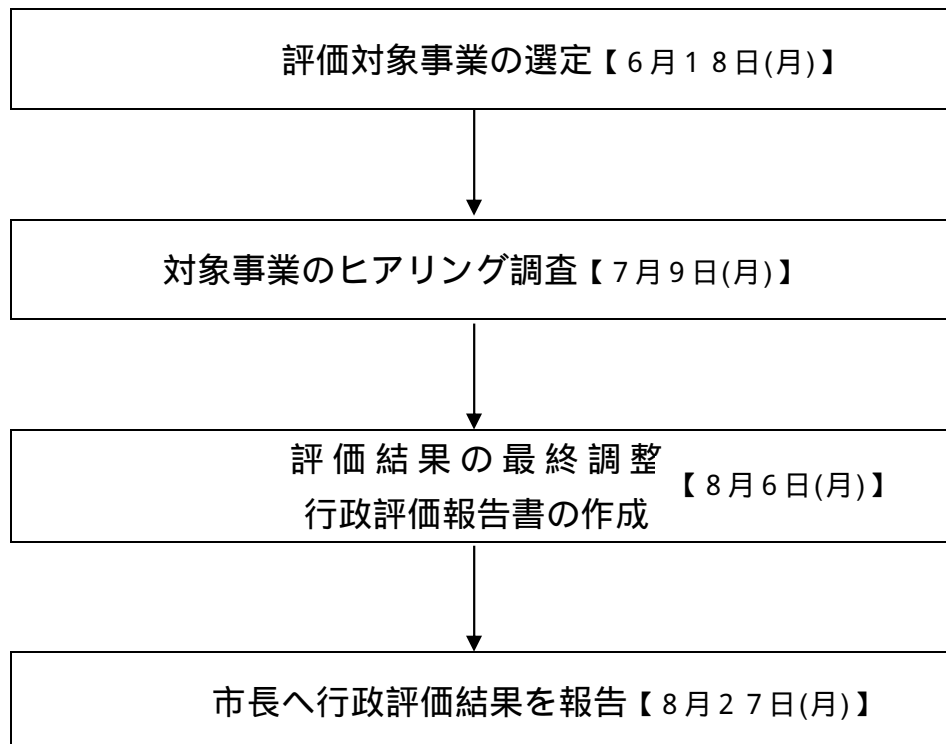 評価対象事業の選定【６月１８日(月)】
対象事業のヒアリング調査【７月９日(月)】
評価結果の最終調整
行政評価報告書の作成
【８月６日(月)】
市長へ行政評価結果を報告【８月２７日(月)】